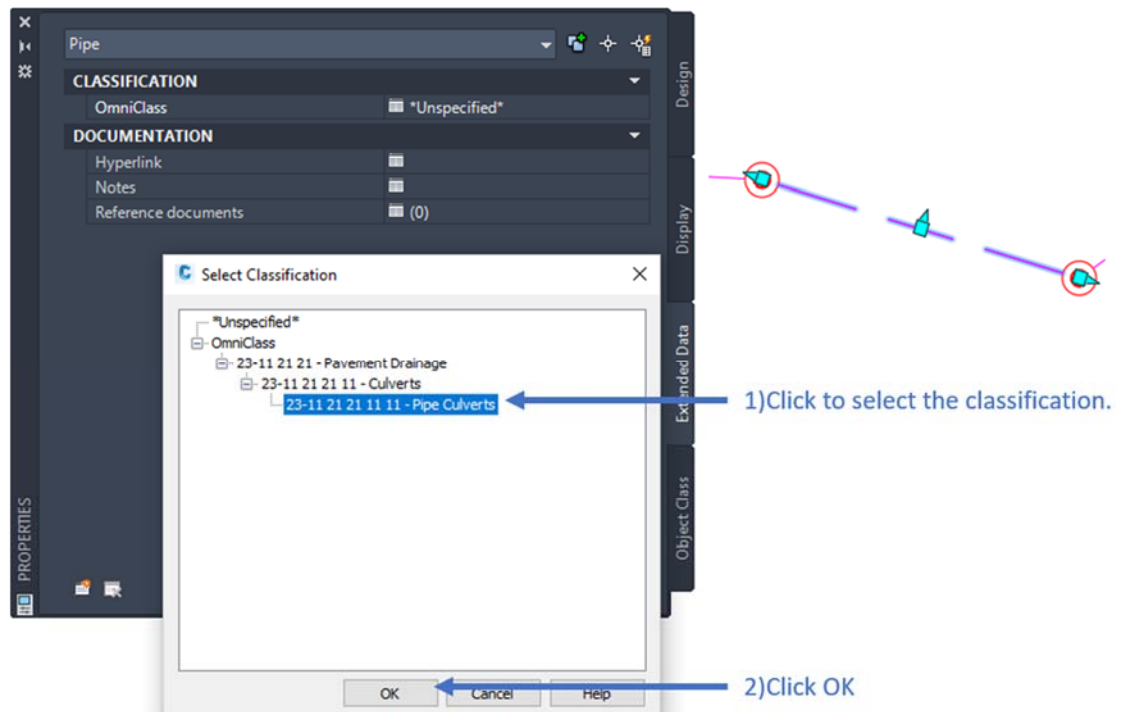 Pipe
CLASSIFICATION
OmniClass *Unspecified*
DOCUMENTATION
Hyperlink
Notes
Reference documents (0)
Design
Display
Extended Data
Object Class
PROPERTIES
Select Classification
*Unspecified*
OmniClass
23-11 21 21 - Pavement Drainage
23-11 21 21 11 - Culverts
23-11 21 21 11 11 - Pipe Culverts
1)Click to select the classification.
OK Cancel Help
2)Click OK